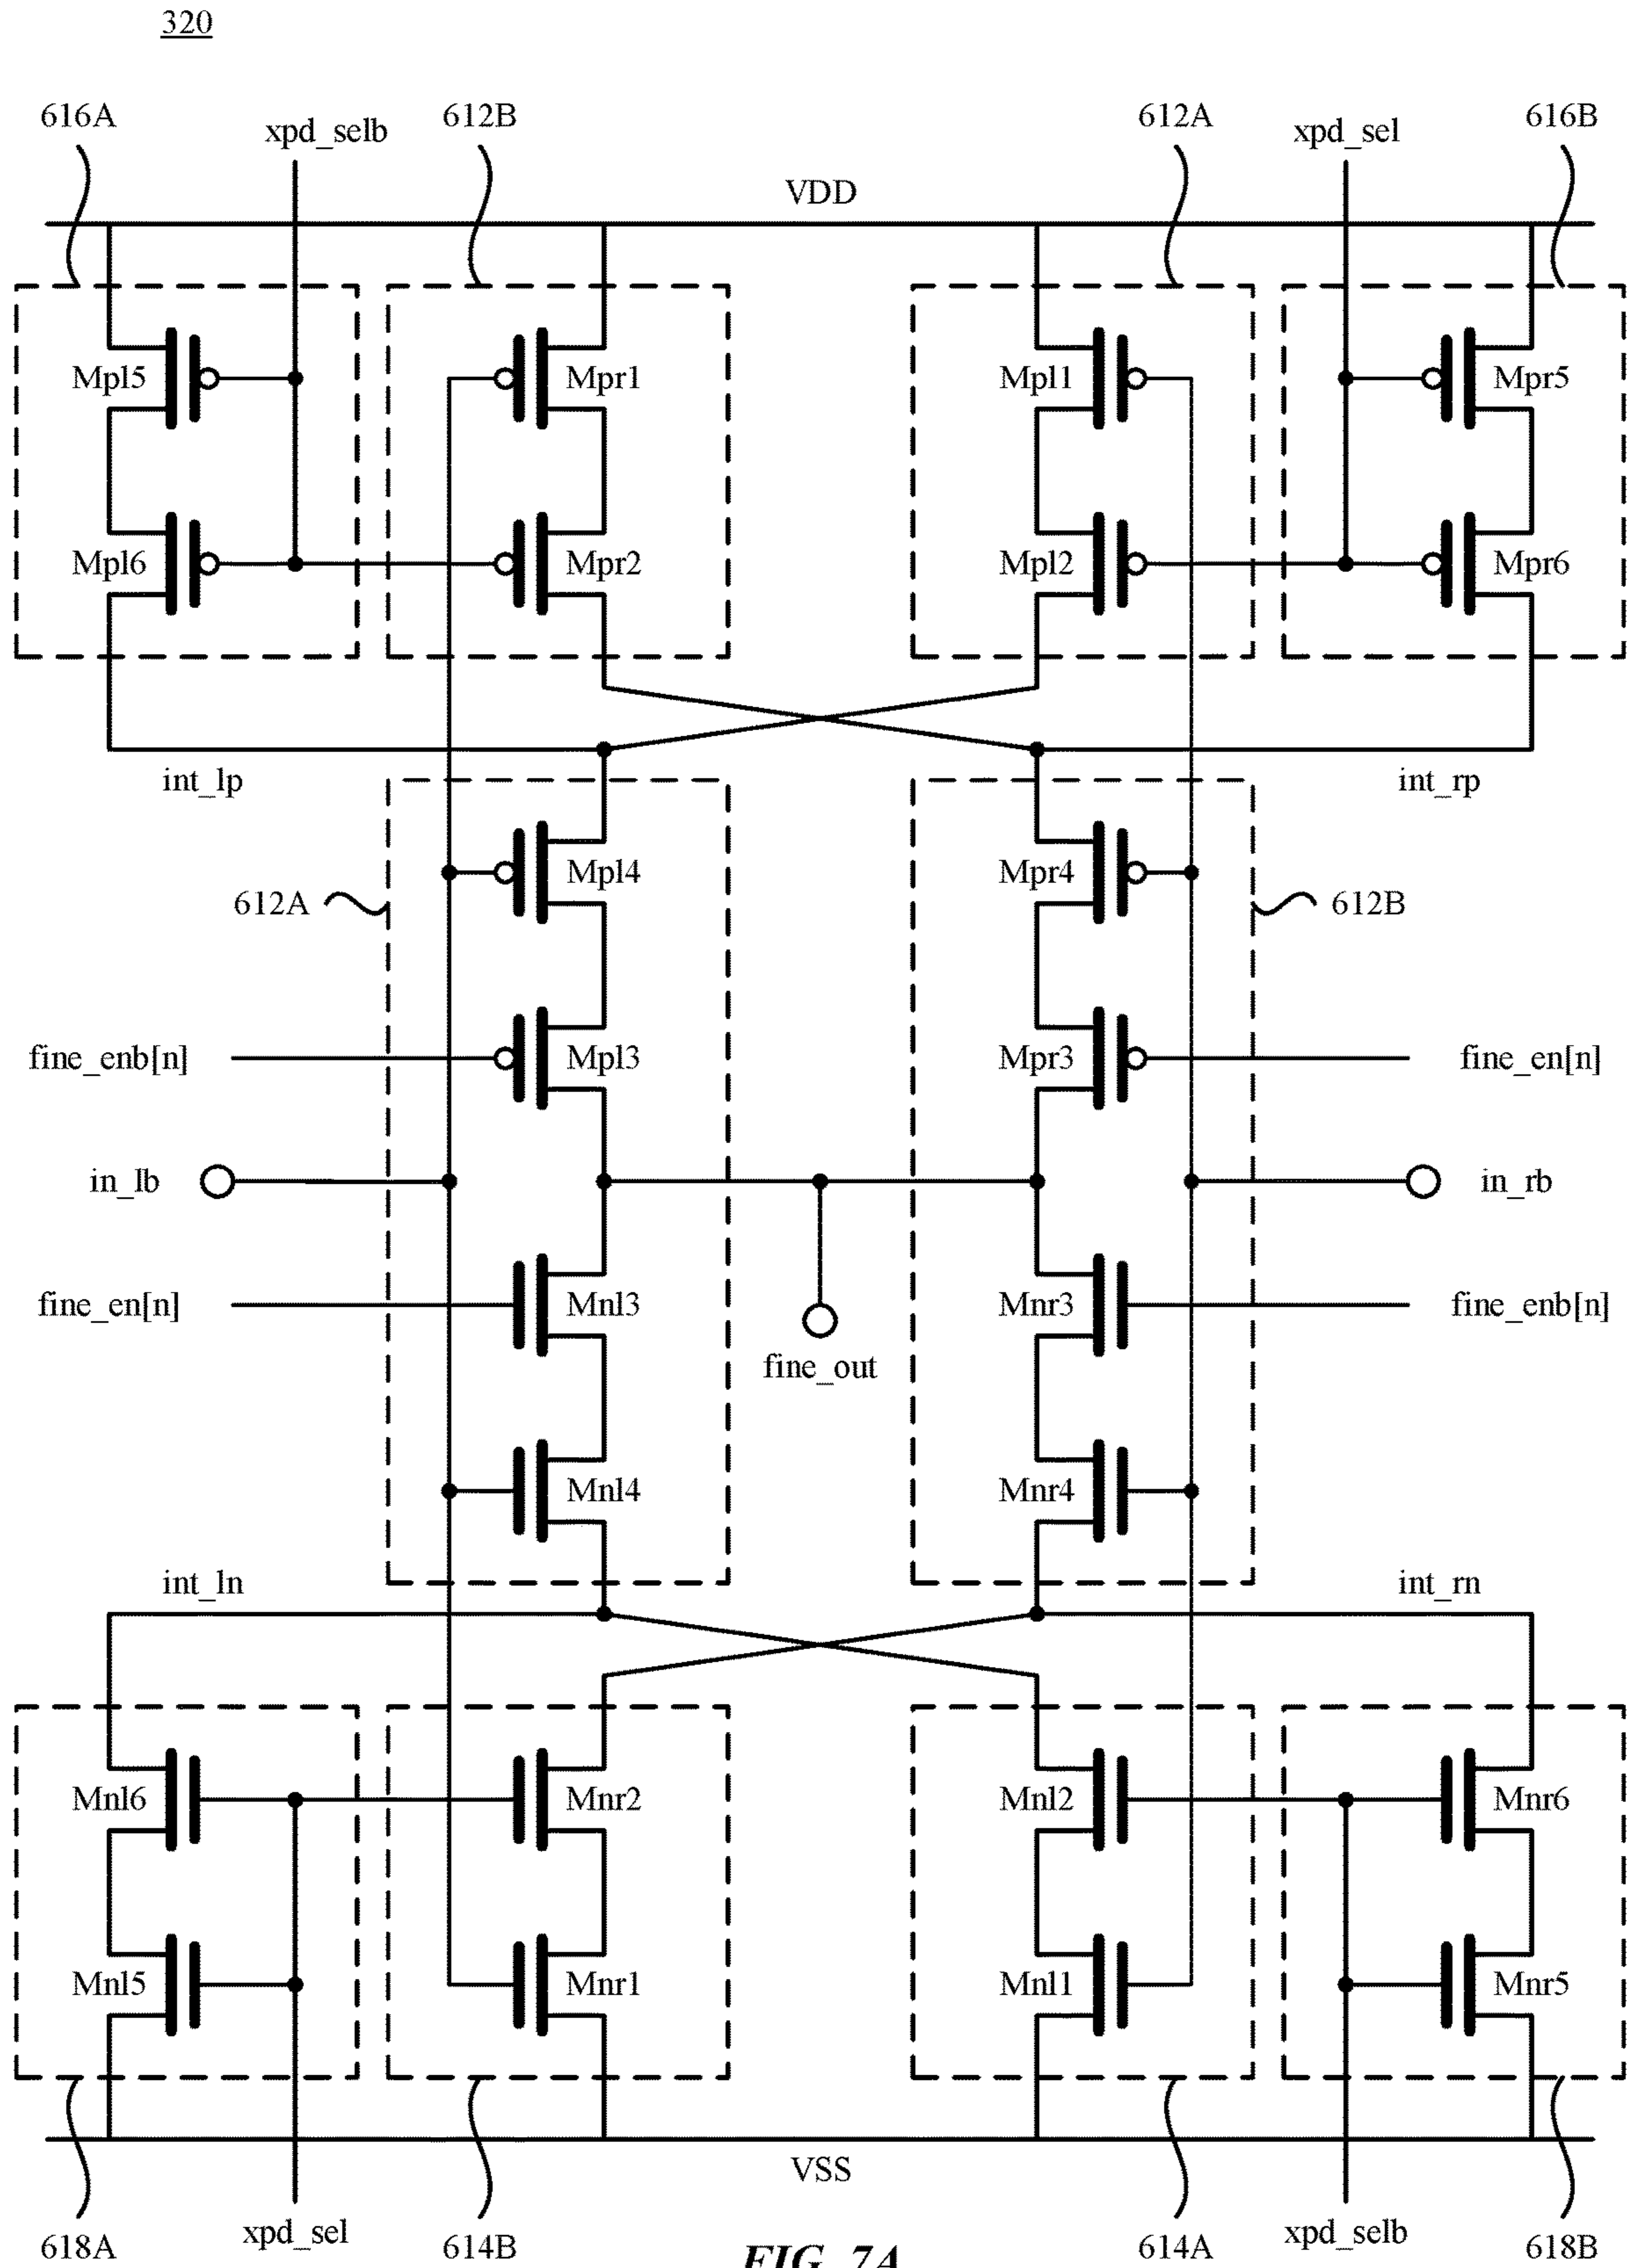 320
616A
xpd_selb
612B
612A
xpd_sel
616B
VDD
Mpl5
Mpr1
Mpl1
Mpr5
Mpl6
Mpr2
Mpl2
Mpr6
int_lp
int_rp
Mpl4
Mpr4
612A
612B
fine_enb[n]
Mpl3
Mpr3
fine_en[n]
in_lb
in_rb
fine_en[n]
Mnl3
Mnr3
fine_enb[n]
fine_out
Mnl4
Mnr4
int_ln
int_rn
Mnl6
Mnr2
Mnl2
Mnr6
Mnl5
Mnr1
Mnl1
Mnr5
VSS
618A
xpd_sel
614B
614A
xpd_selb
618B
FIG. 7A